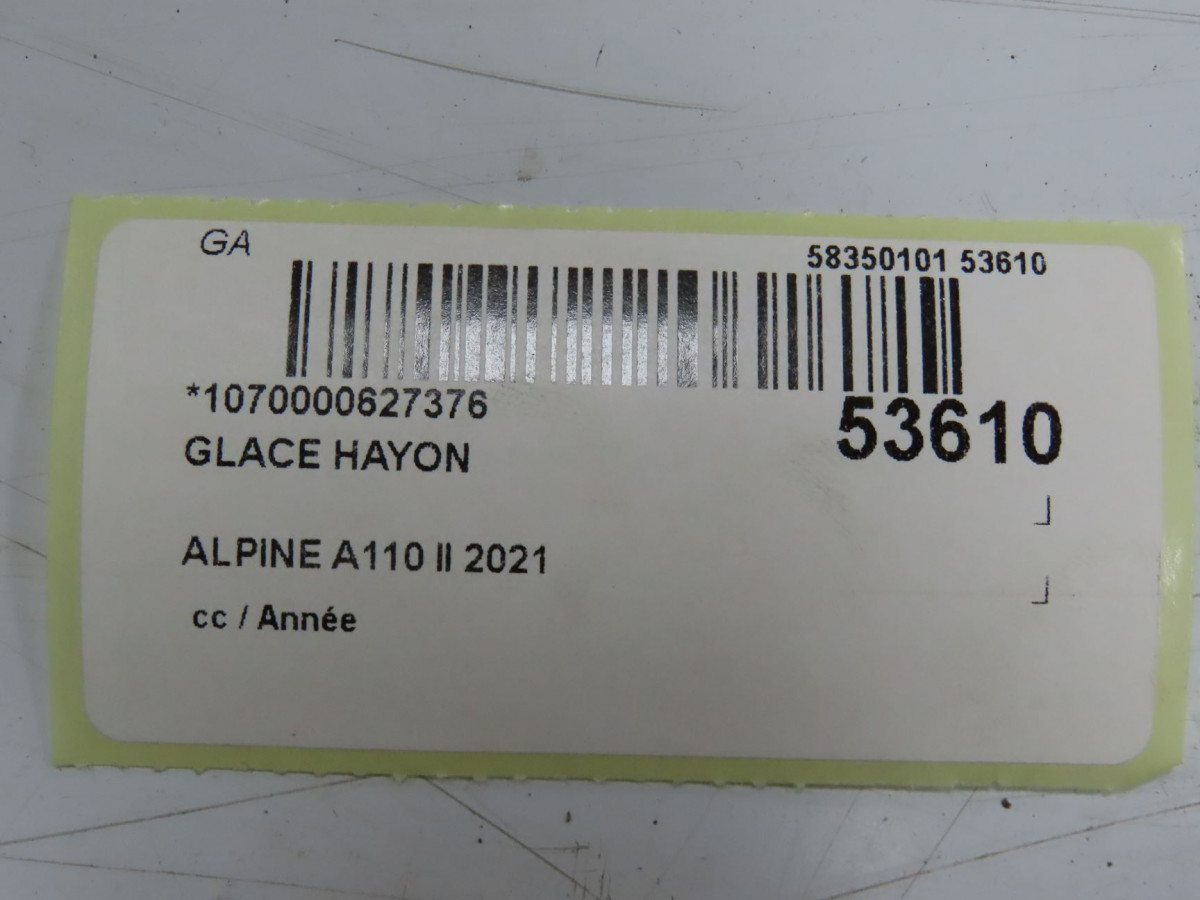 GA
58350101 53610
*1070000627376
53610
GLACE HAYON
ALPINE A110 II 2021
cc / Année